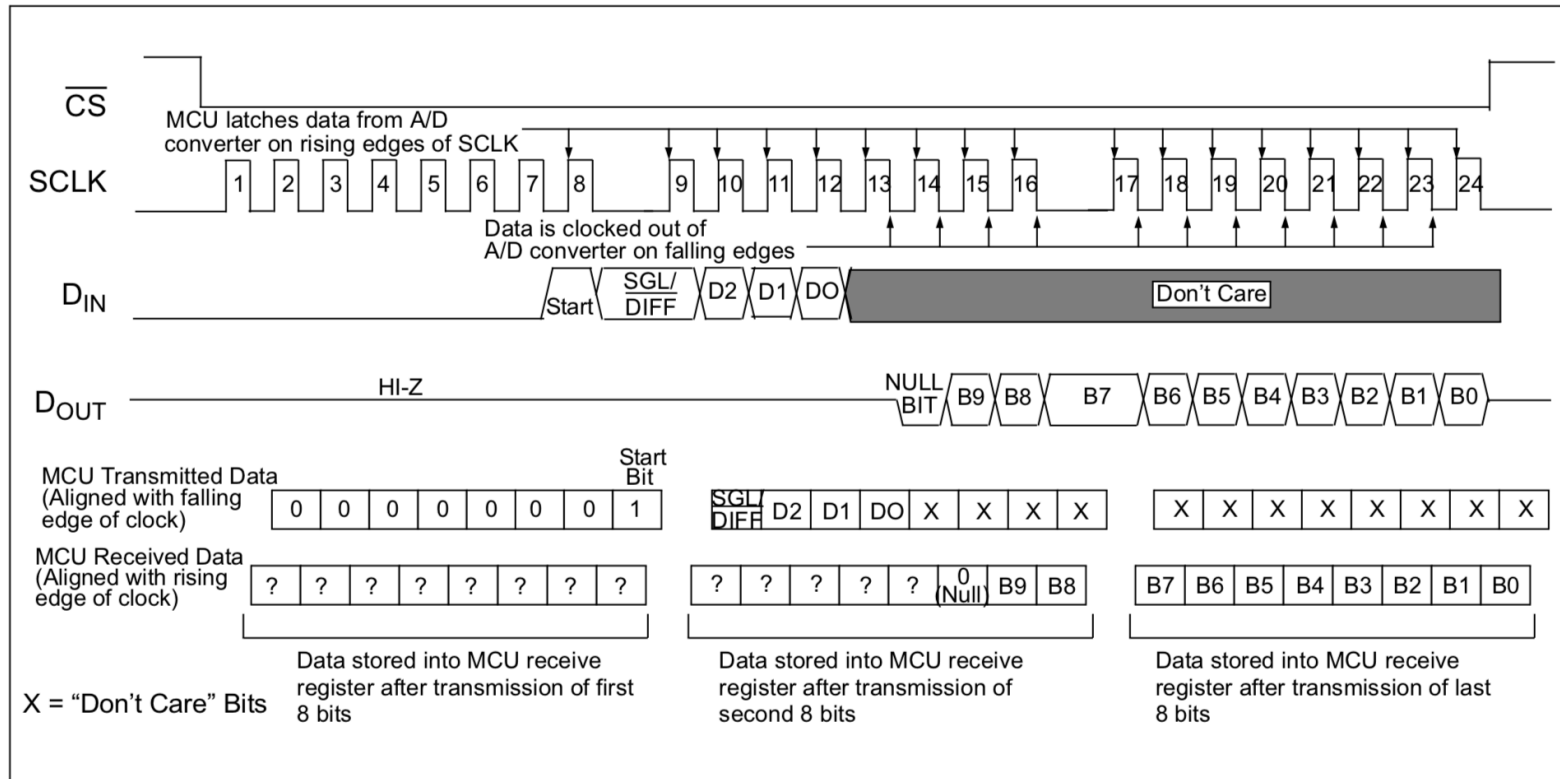 CS
MCU latches data from A/D
converter on rising edges of SCLK
SCLK
1 2 3 4 5 6 7 8 9 10 11 12 13 14 15 16 17 18 19 20 21 22 23 24
Data is clocked out of
A/D converter on falling edges
DIN
Start
SGL/
DIFF
D2 D1 DO
Don't Care
DOUT
HI-Z
NULL
BIT
B9 B8 B7 B6 B5 B4 B3 B2 B1 B0
MCU Transmitted Data
(Aligned with falling
edge of clock)
Start
Bit
0 0 0 0 0 0 0 1
SGL/
DIFF
D2 D1 DO X X X X
X X X X X X X X
MCU Received Data
(Aligned with rising
edge of clock)
? ? ? ? ? ? ? ?
? ? ? ? ? 0
(Null)
B9 B8
B7 B6 B5 B4 B3 B2 B1 B0
Data stored into MCU receive
register after transmission of first
8 bits
Data stored into MCU receive
register after transmission of
second 8 bits
Data stored into MCU receive
register after transmission of last
8 bits
X = “Don't Care” Bits